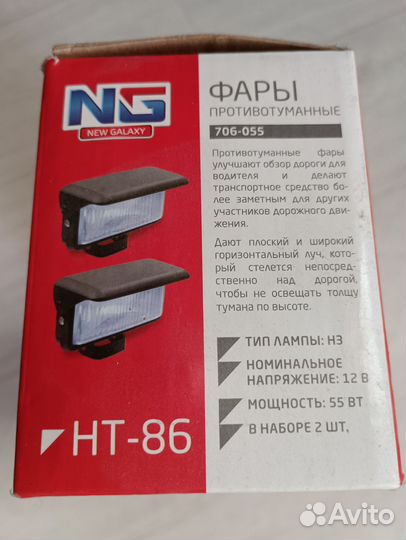 NG
NEW GALAXY
ФАРЫ
ПРОТИВОТУМАННЫЕ
706-055
Противотуманные фары
улучшают обзор дороги для
водителя и делают
транспортное средство бо-
лее заметным для других
участников дорожного дви-
жения.
Дают плоский и широкий
горизонтальный луч, кото-
рый стелется непосред-
ственно над дорогой,
чтобы не освещать толщу
тумана по высоте.
ТИП ЛАМПЫ: H3
НОМИНАЛЬНОЕ
НАПРЯЖЕНИЕ: 12 В
МОЩНОСТЬ: 55 ВТ
В НАБОРЕ 2 ШТ.
HT-86
Avito